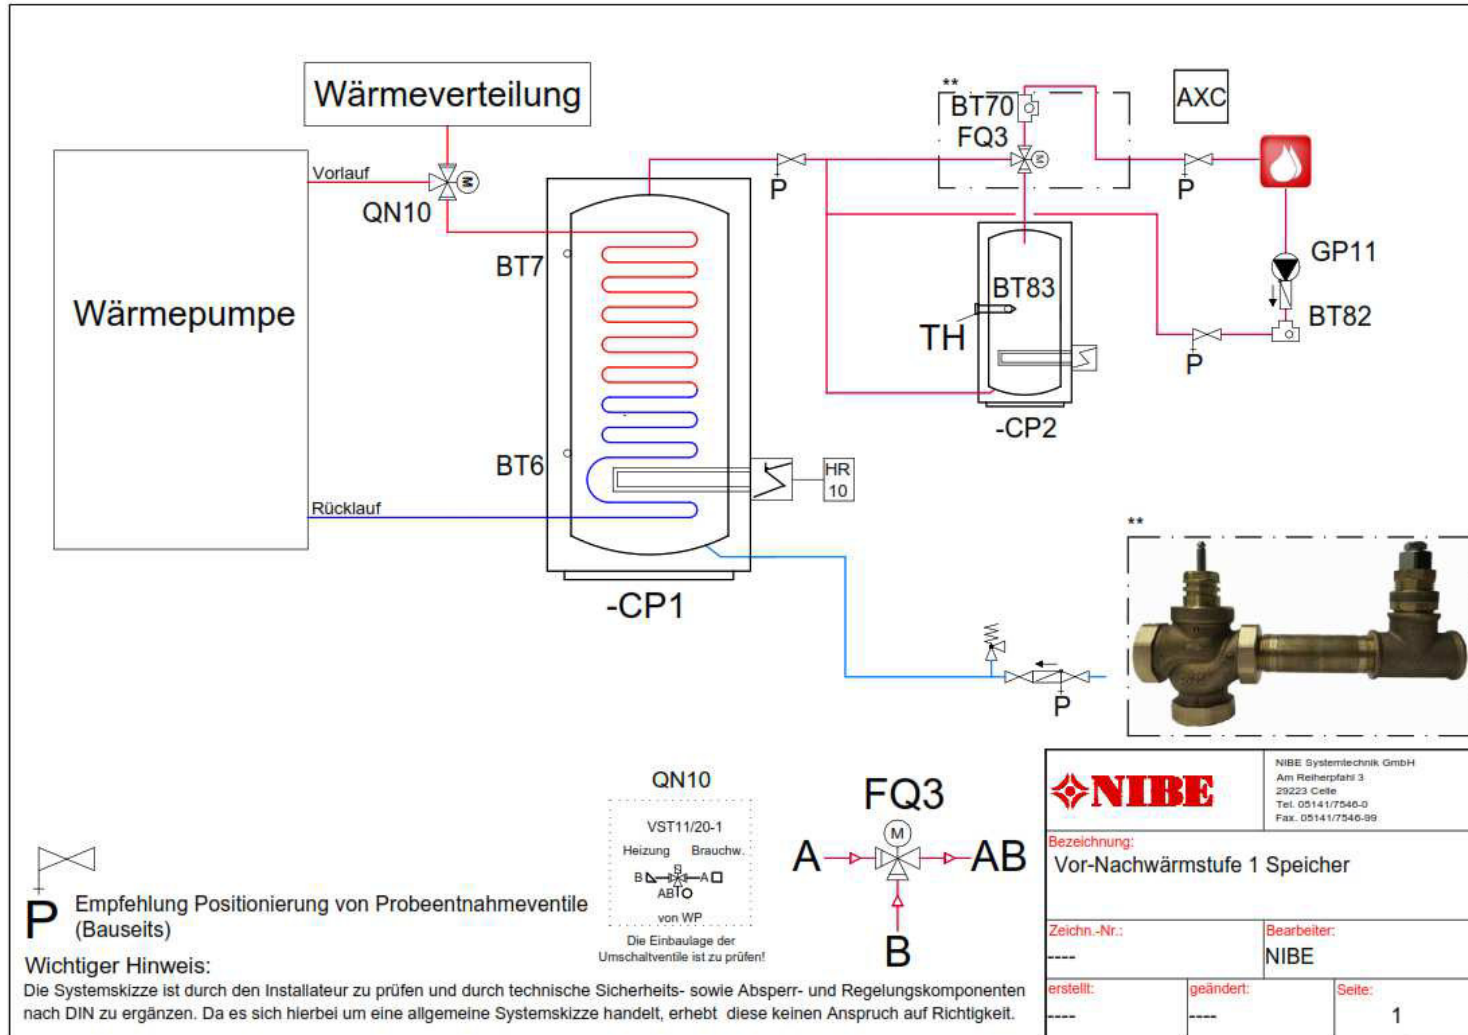 Wärmeverteilung
**
BT70
AXC
FQ3
Vorlauf
M
M
P
P
QN10
BT7
GP11
Wärmepumpe
BT83
BT82
TH
P
-CP2
BT6
HR
10
Rücklauf
**
-CP1
P
QN10
VST11/20-1
Heizung Brauchw.
B A
AB
von WP
Die Einbaulage der
Umschaltventile ist zu prüfen!
FQ3
M
A AB
B
P Empfehlung Positionierung von Probeentnahmeventile
(Bauseits)
Wichtiger Hinweis:
Die Systemskizze ist durch den Installateur zu prüfen und durch technische Sicherheits- sowie Absperr- und Regelungskomponenten
nach DIN zu ergänzen. Da es sich hierbei um eine allgemeine Systemskizze handelt, erhebt diese keinen Anspruch auf Richtigkeit.
NIBE
NIBE Systemtechnik GmbH
Am Reiherpfahl 3
29223 Celle
Tel. 05141/7546-0
Fax. 05141/7546-99
Bezeichnung:
Vor-Nachwärmstufe 1 Speicher
Zeichn.-Nr.: Bearbeiter:
---- NIBE
erstellt: geändert: Seite:
---- ---- 1